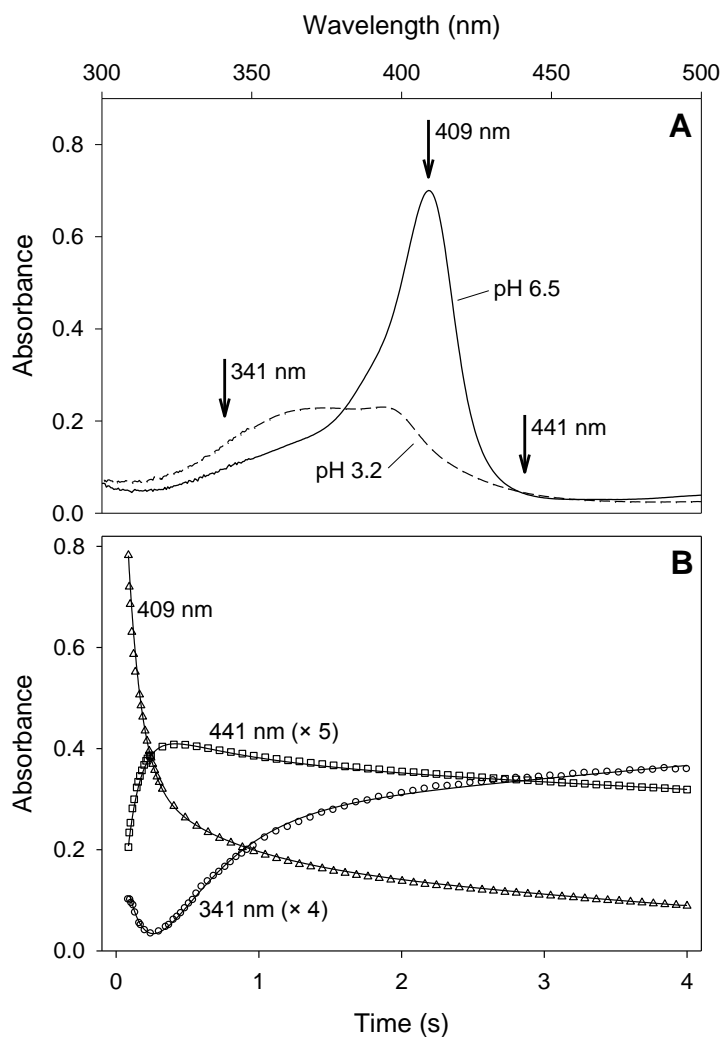 Wavelength (nm)
300 350 400 450 500
A
409 nm
0.8
0.6
pH 6.5
0.4
341 nm
441 nm
0.2
pH 3.2
0.0
Absorbance
0.8
B
409 nm
0.6
441 nm (× 5)
0.4
0.2
341 nm (× 4)
0.0
Absorbance
0 1 2 3 4
Time (s)